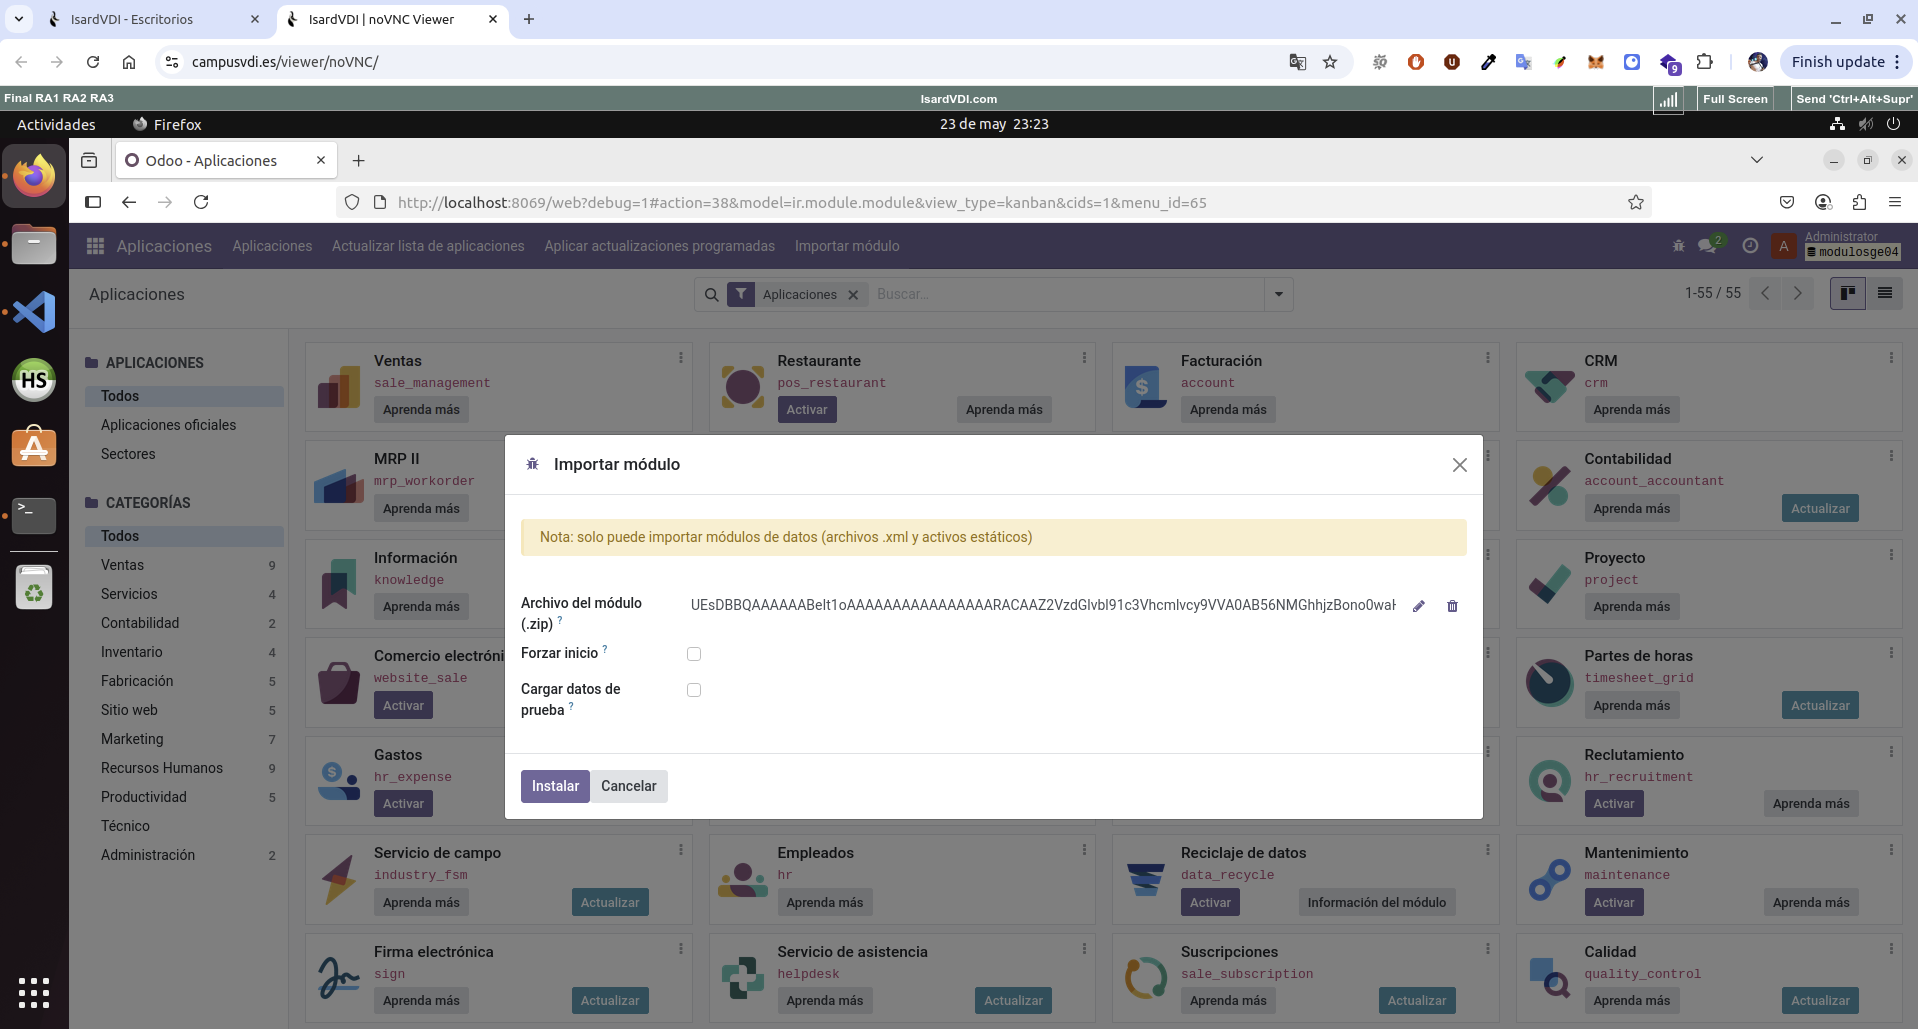 IsardVDI - Escritorios
IsardVDI | noVNC Viewer
campusvdi.es/viewer/noVNC/
9
Finish update
Final RA1 RA2 RA3
IsardVDI.com
Full Screen
Send 'Ctrl+Alt+Supr'
Actividades
Firefox
23 de may 23:23
Odoo - Aplicaciones
http://localhost:8069/web?debug=1#action=38&model=ir.module.module&view_type=kanban&cids=1&menu_id=65
Aplicaciones
Aplicaciones
Actualizar lista de aplicaciones
Aplicar actualizaciones programadas
Importar módulo
2
A
Administrator
modulosge04
Aplicaciones
Aplicaciones
Buscar...
1-55 / 55
APLICACIONES
Todos
Aplicaciones oficiales
Sectores
CATEGORÍAS
Todos
Ventas 9
Servicios 4
Contabilidad 2
Inventario 4
Fabricación 5
Sitio web 5
Marketing 7
Recursos Humanos 9
Productividad 5
Técnico
Administración 2
Ventas
sale_management
Aprenda más
Restaurante
pos_restaurant
Activar
Aprenda más
Facturación
account
Aprenda más
CRM
crm
Aprenda más
MRP II
mrp_workorder
Aprenda más
Contabilidad
account_accountant
Aprenda más
Actualizar
Información
knowledge
Aprenda más
Proyecto
project
Aprenda más
Comercio electróni
website_sale
Activar
Partes de horas
timesheet_grid
Aprenda más
Actualizar
Gastos
hr_expense
Activar
Reclutamiento
hr_recruitment
Activar
Aprenda más
Importar módulo
Nota: solo puede importar módulos de datos (archivos .xml y activos estáticos)
Archivo del módulo
(.zip) ?
Forzar inicio ?
Cargar datos de
prueba ?
Instalar
Cancelar
Servicio de campo
industry_fsm
Aprenda más
Actualizar
Empleados
hr
Aprenda más
Reciclaje de datos
data_recycle
Activar
Información del módulo
Mantenimiento
maintenance
Activar
Aprenda más
Firma electrónica
sign
Aprenda más
Actualizar
Servicio de asistencia
helpdesk
Aprenda más
Actualizar
Suscripciones
sale_subscription
Aprenda más
Actualizar
Calidad
quality_control
Aprenda más
Actualizar
HS